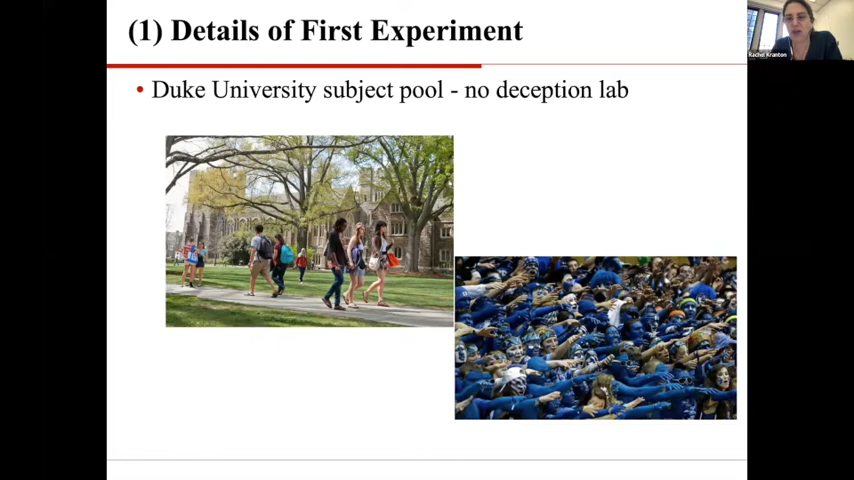 (1) Details of First Experiment
• Duke University subject pool - no deception lab
Rachel Kranton